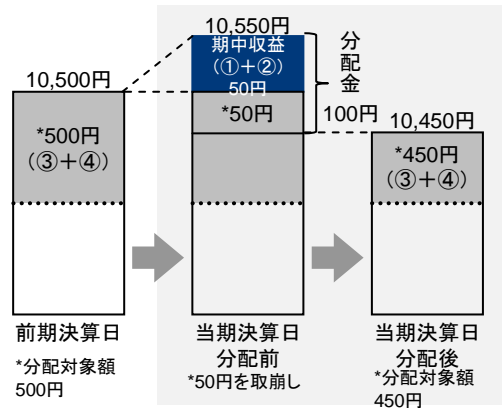 10,550円
期中収益
(①+②)
50円
分配金
10,500円
*50円
100円
10,450円
*500円
(③+④)
*450円
(③+④)
前期決算日
*分配対象額
500円
当期決算日
分配前
*50円を取崩し
当期決算日
分配後
*分配対象額
450円